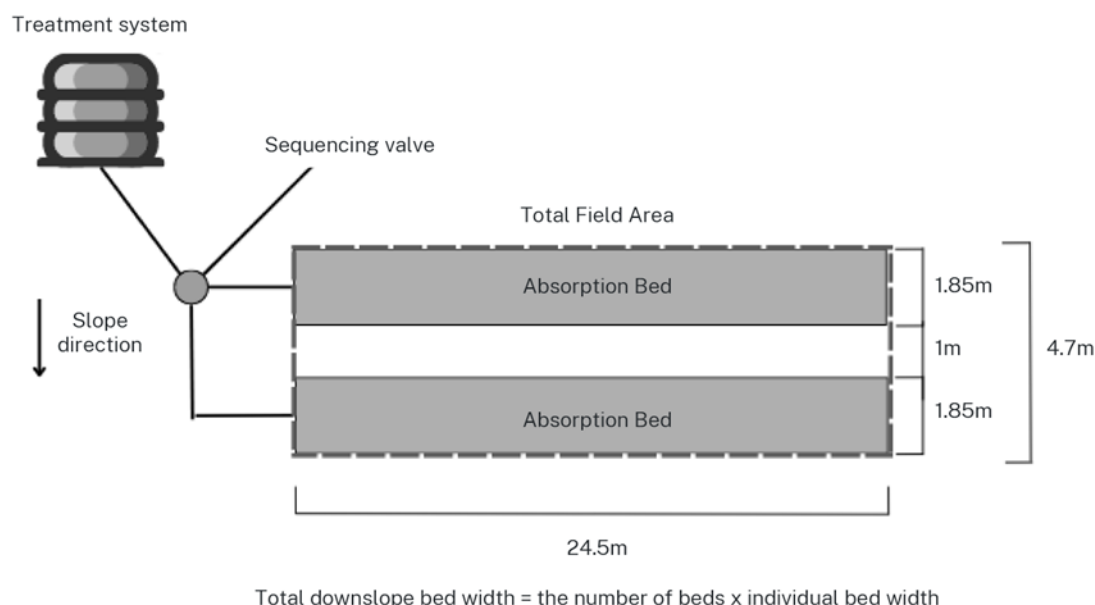 Treatment system
Sequencing valve
Total Field Area
Absorption Bed
1.85m
Slope
direction
1m
4.7m
Absorption Bed
1.85m
24.5m
Total downslope bed width = the number of beds x individual bed width